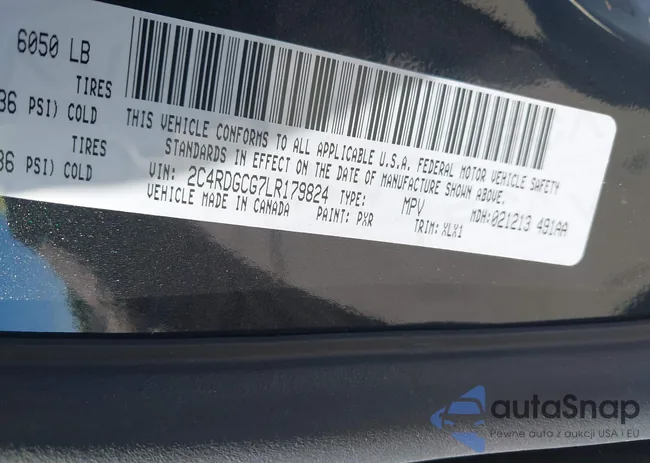 6050 LB
TIRES
36 PSI) COLD
TIRES
36 PSI) COLD
THIS VEHICLE CONFORMS TO ALL APPLICABLE U.S.A. FEDERAL MOTOR VEHICLE SAFETY
STANDARDS IN EFFECT ON THE DATE OF MANUFACTURE SHOWN ABOVE.
VIN: 2C4RDGCG7LR179824 TYPE: MPV MDH:021213 491AA
VEHICLE MADE IN CANADA PAINT: PXR TRIM: XLX1
autaSnap
Pewne auta z aukcji USA i EU